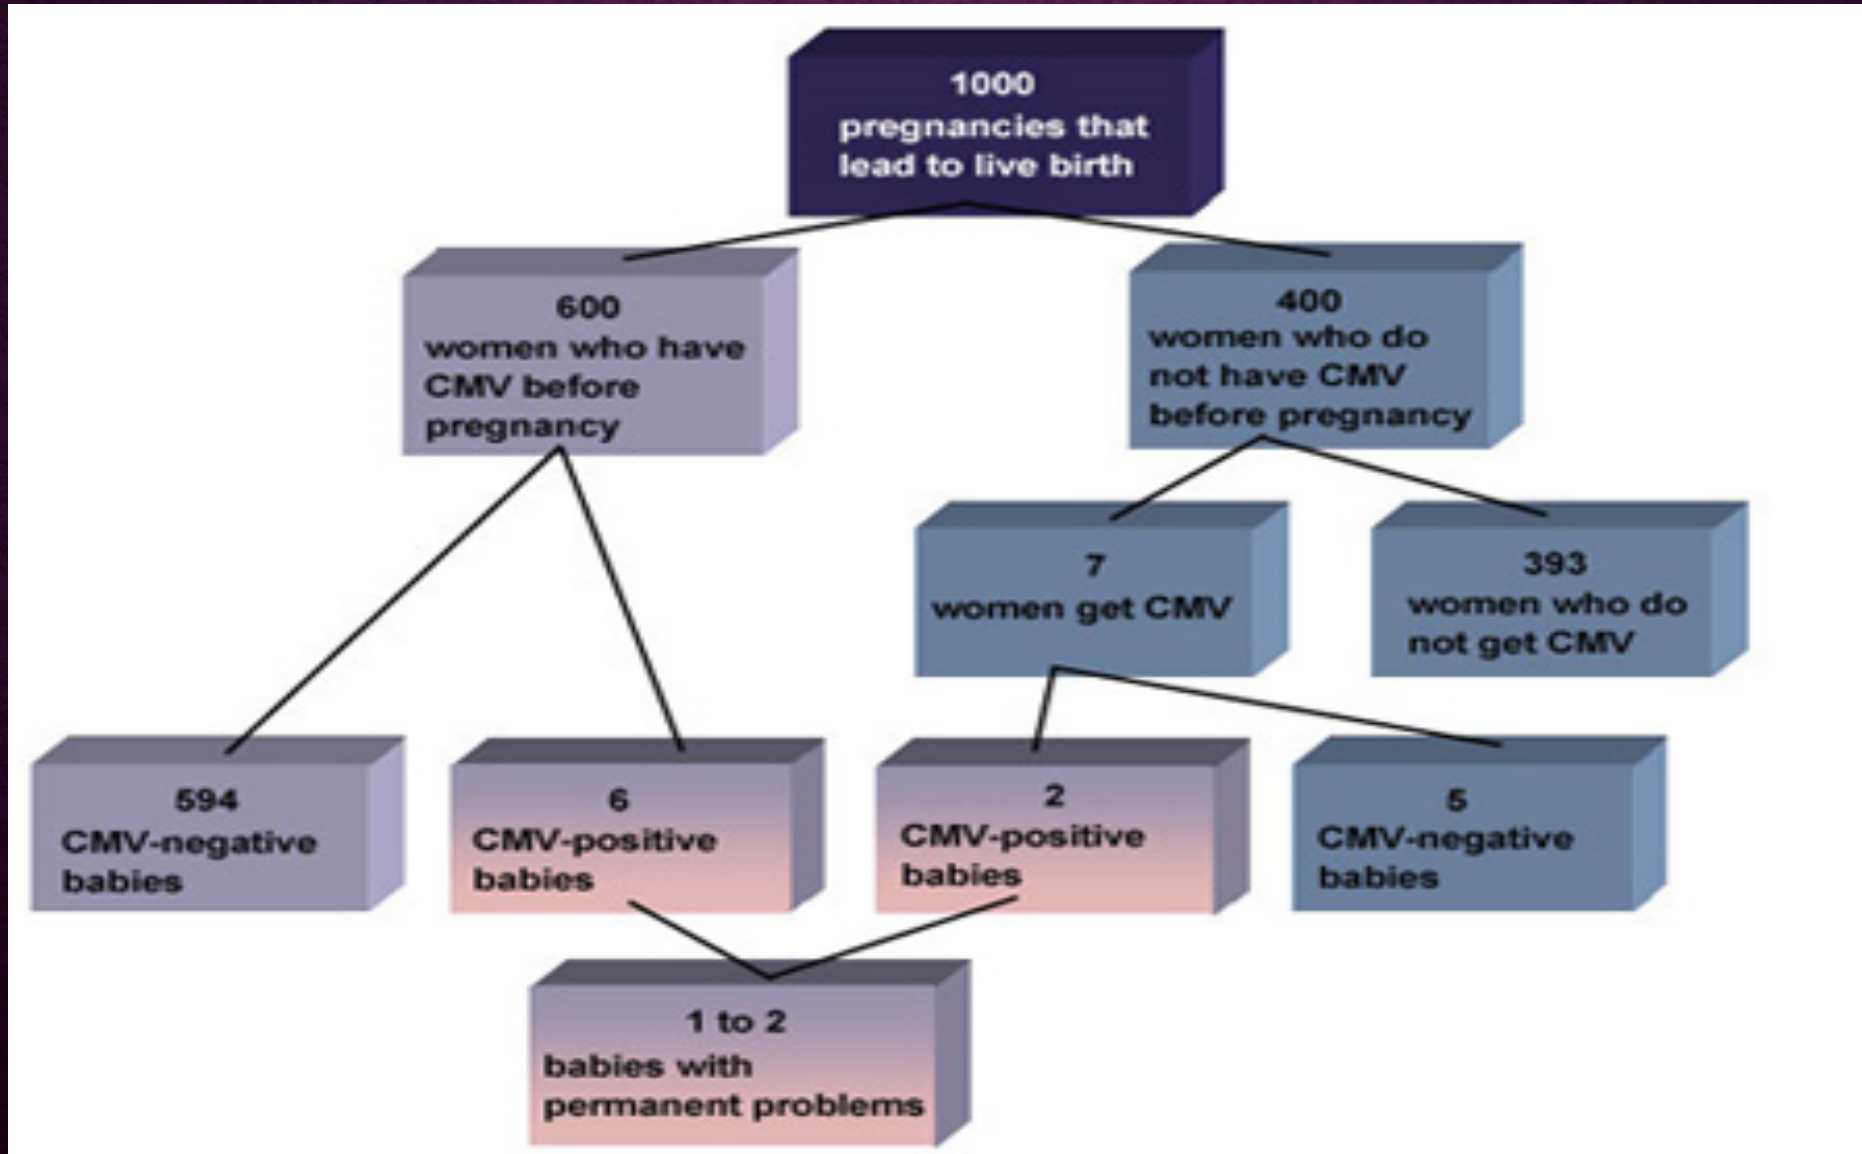 1000
pregnancies that
lead to live birth
600
women who have
CMV before
pregnancy
400
women who do
not have CMV
before pregnancy
7
women get CMV
393
women who do
not get CMV
594
CMV-negative
babies
6
CMV-positive
babies
2
CMV-positive
babies
5
CMV-negative
babies
1 to 2
babies with
permanent problems